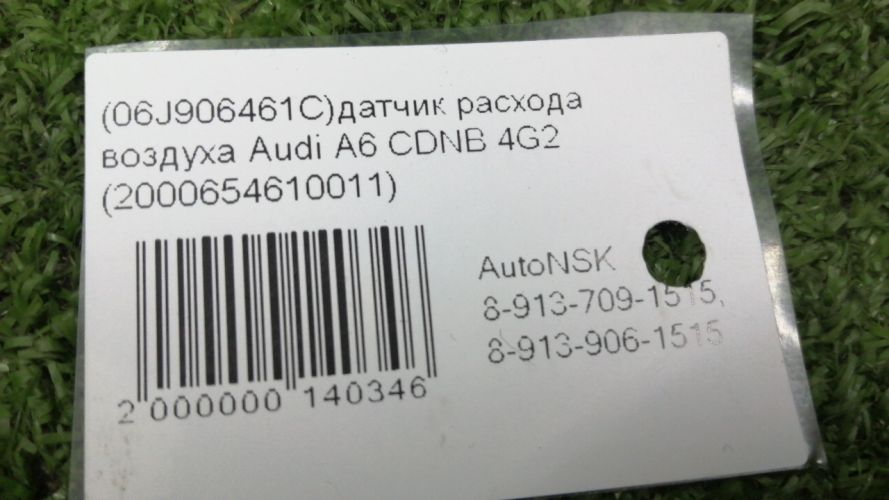 (06J906461C)датчик расхода
воздуха Audi A6 CDNB 4G2
(2000654610011)
AutoNSK
8-913-709-1515,
8-913-906-1515
2 000000 140346